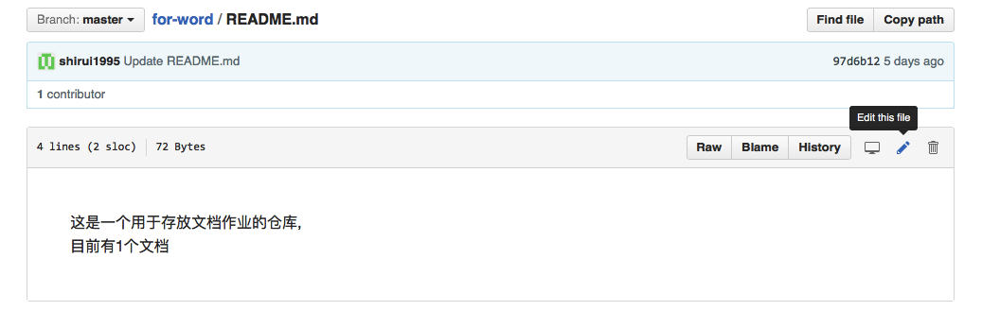 Branch: master
for-word / README.md
Find file
Copy path
shirui1995 Update README.md
97d6b12 5 days ago
1 contributor
Edit this file
4 lines (2 sloc)
72 Bytes
Raw
Blame
History
这是一个用于存放文档作业的仓库,
目前有1个文档